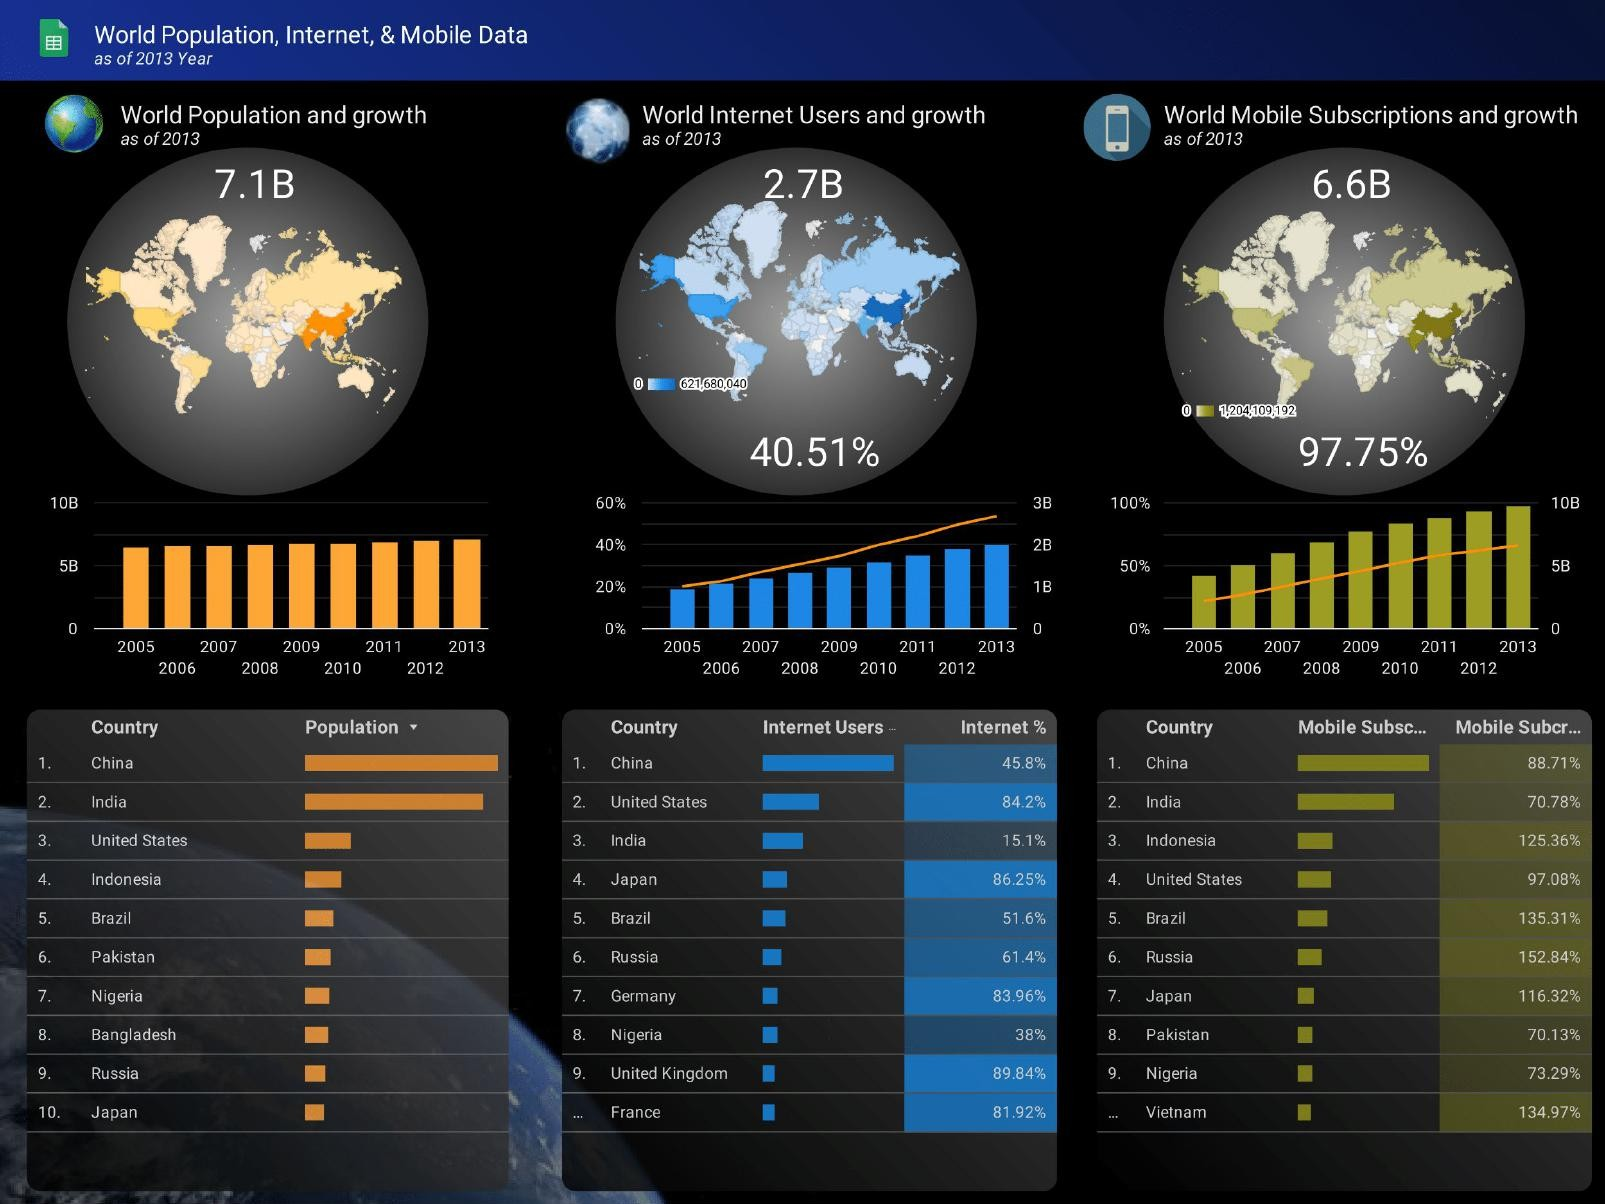 World Population, Internet, & Mobile Data
as of 2013 Year
World Population and growth
as of 2013
7.1B
10B
5B
0
2005 2007 2009 2011 2013
2006 2008 2010 2012
World Internet Users and growth
as of 2013
2.7B
0 621,680,040
40.51%
60% 3B
40% 2B
20% 1B
0% 0
2005 2007 2009 2011 2013
2006 2008 2010 2012
World Mobile Subscriptions and growth
as of 2013
6.6B
0 1,204,109,192
97.75%
100% 10B
50% 5B
0% 0
2005 2007 2009 2011 2013
2006 2008 2010 2012
Country Population
1. China
2. India
3. United States
4. Indonesia
5. Brazil
6. Pakistan
7. Nigeria
8. Bangladesh
9. Russia
10. Japan
Country Internet Users ... Internet %
1. China 45.8%
2. United States 84.2%
3. India 15.1%
4. Japan 86.25%
5. Brazil 51.6%
6. Russia 61.4%
7. Germany 83.96%
8. Nigeria 38%
9. United Kingdom 89.84%
... France 81.92%
Country Mobile Subsc... Mobile Subcr...
1. China 88.71%
2. India 70.78%
3. Indonesia 125.36%
4. United States 97.08%
5. Brazil 135.31%
6. Russia 152.84%
7. Japan 116.32%
8. Pakistan 70.13%
9. Nigeria 73.29%
... Vietnam 134.97%